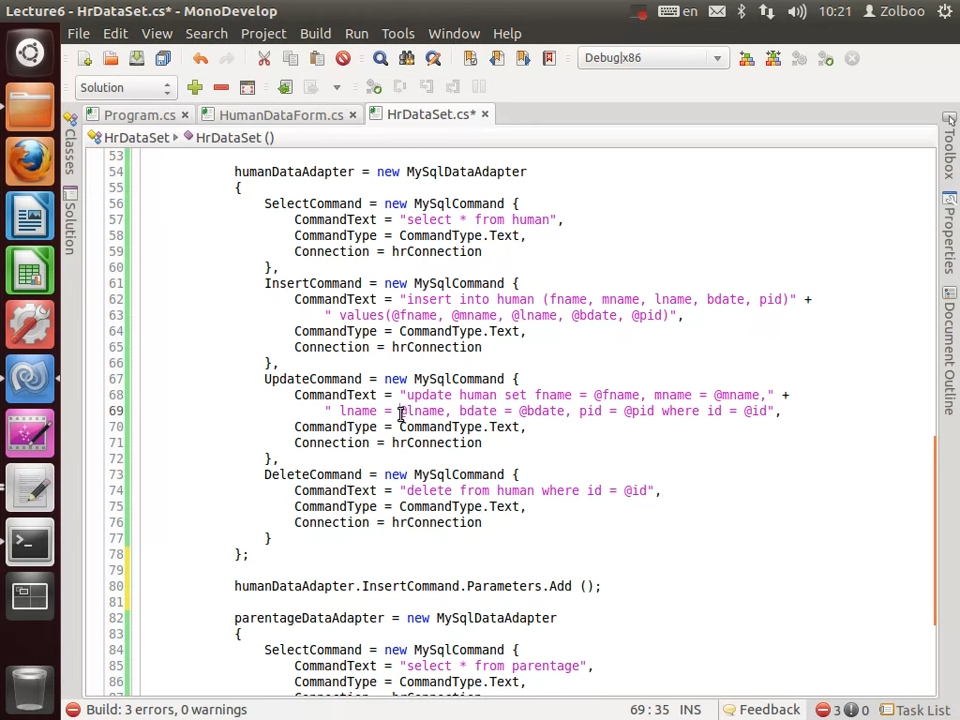 Lecture6 - HrDataSet.cs* - MonoDevelop
en
10:21
Zolboo
File Edit View Search Project Build Run Tools Window Help
Debug|x86
Solution
Program.cs
HumanDataForm.cs
HrDataSet.cs*
HrDataSet
HrDataSet ()
Classes
Solution
Toolbox
Properties
Document Outline
53
54 humanDataAdapter = new MySqlDataAdapter
55 {
56 SelectCommand = new MySqlCommand {
57 CommandText = "select * from human",
58 CommandType = CommandType.Text,
59 Connection = hrConnection
60 },
61 InsertCommand = new MySqlCommand {
62 CommandText = "insert into human (fname, mname, lname, bdate, pid)" +
63 " values(@fname, @mname, @lname, @bdate, @pid)",
64 CommandType = CommandType.Text,
65 Connection = hrConnection
66 },
67 UpdateCommand = new MySqlCommand {
68 CommandText = "update human set fname = @fname, mname = @mname," +
69 " lname = @lname, bdate = @bdate, pid = @pid where id = @id",
70 CommandType = CommandType.Text,
71 Connection = hrConnection
72 },
73 DeleteCommand = new MySqlCommand {
74 CommandText = "delete from human where id = @id",
75 CommandType = CommandType.Text,
76 Connection = hrConnection
77 }
78 };
79
80 humanDataAdapter.InsertCommand.Parameters.Add ();
81
82 parentageDataAdapter = new MySqlDataAdapter
83 {
84 SelectCommand = new MySqlCommand {
85 CommandText = "select * from parentage",
86 CommandType = CommandType.Text,
Build: 3 errors, 0 warnings
69 : 35 INS
Feedback
3
0
Task List